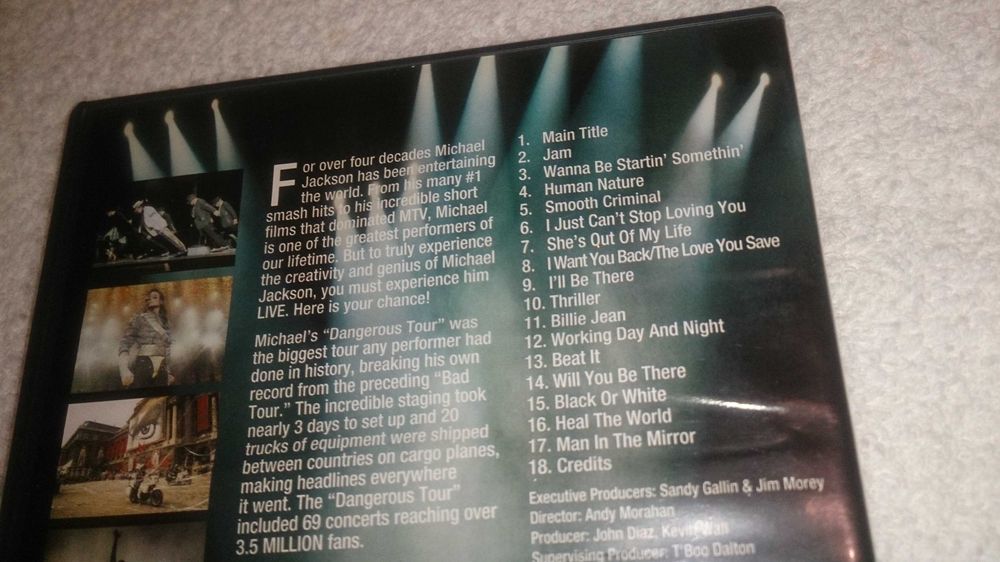 For over four decades Michael
Jackson has been entertaining
the world. From his many #1
smash hits to his incredible short
films that dominated MTV, Michael
is one of the greatest performers of
our lifetime. But to truly experience
the creativity and genius of Michael
Jackson, you must experience him
LIVE. Here is your chance!
Michael's “Dangerous Tour” was
the biggest tour any performer had
done in history, breaking his own
record from the preceding “Bad
Tour.” The incredible staging took
nearly 3 days to set up and 20
trucks of equipment were shipped
between countries on cargo planes,
making headlines everywhere
it went. The “Dangerous Tour”
included 69 concerts reaching over
3.5 MILLION fans.
1. Main Title
2. Jam
3. Wanna Be Startin' Somethin'
4. Human Nature
5. Smooth Criminal
6. I Just Can't Stop Loving You
7. She's Out Of My Life
8. I Want You Back/The Love You Save
9. I'll Be There
10. Thriller
11. Billie Jean
12. Working Day And Night
13. Beat It
14. Will You Be There
15. Black Or White
16. Heal The World
17. Man In The Mirror
18. Credits
Executive Producers: Sandy Gallin & Jim Morey
Director: Andy Morahan
Producer: John Diaz, Kevin Wall
Supervising Producer: T'Boo Dalton